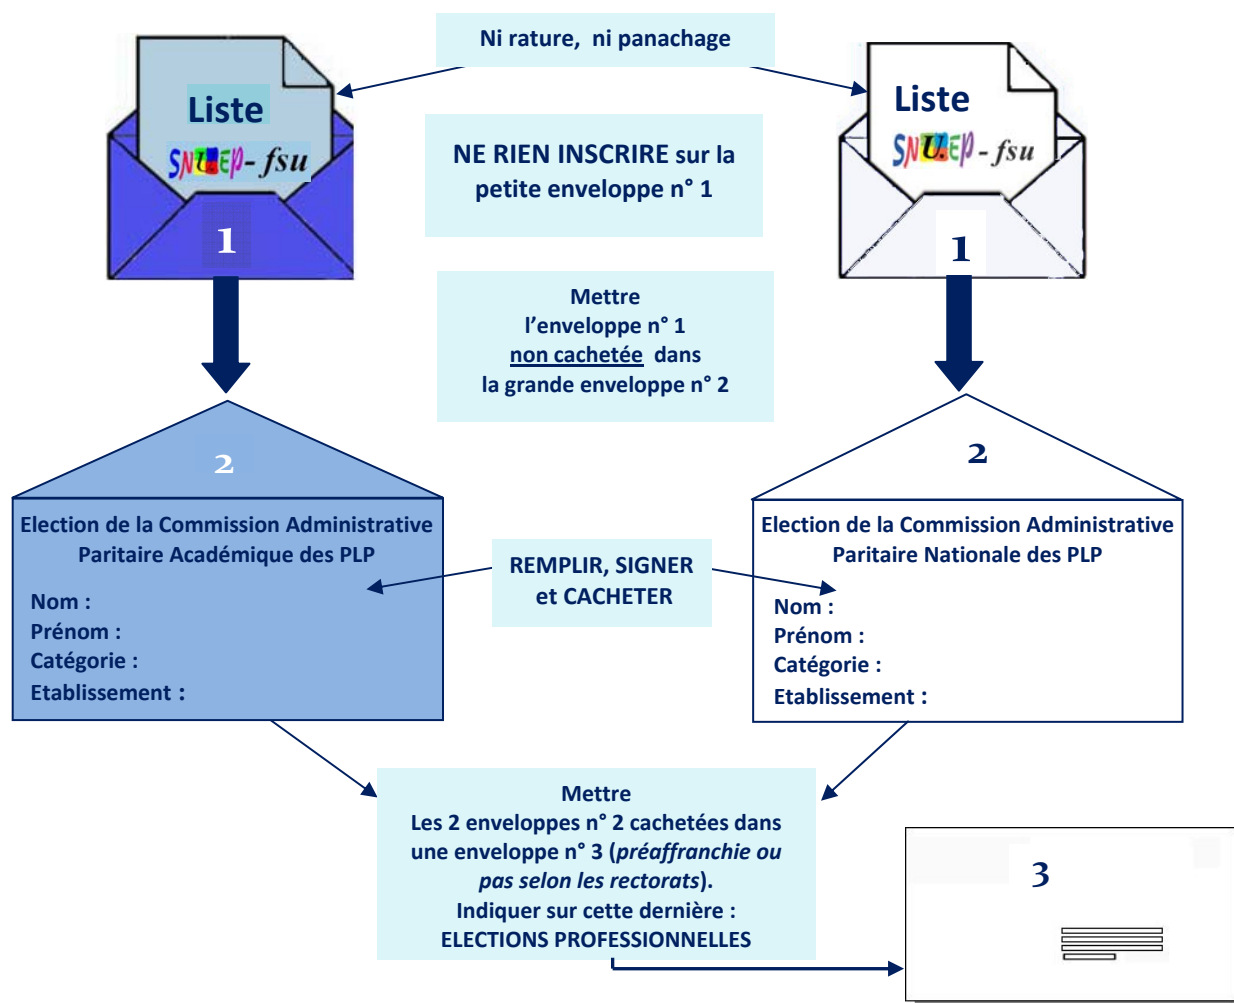 Ni rature, ni panachage
Liste
SNU.EP - fsu
1
Liste
SNU.EP - fsu
1
NE RIEN INSCRIRE sur la
petite enveloppe n° 1
Mettre
l’enveloppe n° 1
non cachetée dans
la grande enveloppe n° 2
2
Election de la Commission Administrative
Paritaire Académique des PLP
Nom :
Prénom :
Catégorie :
Etablissement :
REMPLIR, SIGNER
et CACHETER
2
Election de la Commission Administrative
Paritaire Nationale des PLP
Nom :
Prénom :
Catégorie :
Etablissement :
Mettre
Les 2 enveloppes n° 2 cachetées dans
une enveloppe n° 3 (préaffranchie ou
pas selon les rectorats).
Indiquer sur cette dernière :
ELECTIONS PROFESSIONNELLES
3